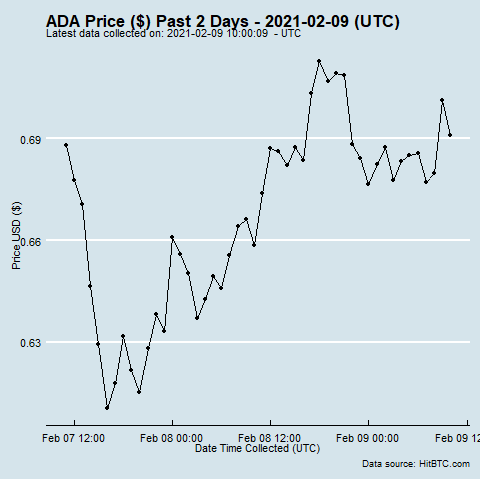 ADA Price ($) Past 2 Days - 2021-02-09 (UTC)
Latest data collected on: 2021-02-09 10:00:09 - UTC
0.69
0.66
0.63
Price USD ($)
Feb 07 12:00
Feb 08 00:00
Feb 08 12:00
Feb 09 00:00
Feb 09 12
Date Time Collected (UTC)
Data source: HitBTC.com